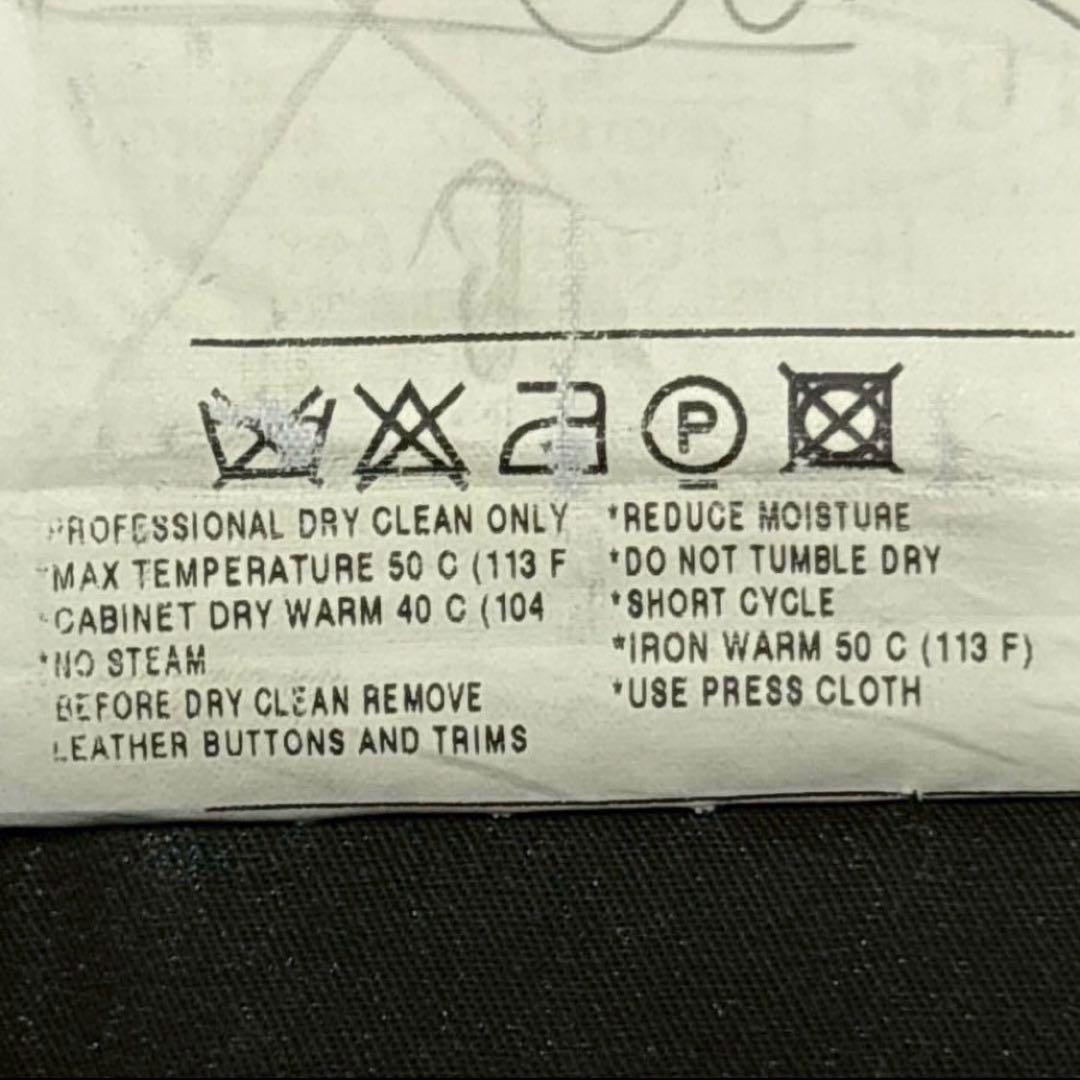 P
PROFESSIONAL DRY CLEAN ONLY
*MAX TEMPERATURE 50 C (113 F
*CABINET DRY WARM 40 C (104
*NO STEAM
BEFORE DRY CLEAN REMOVE
LEATHER BUTTONS AND TRIMS
*REDUCE MOISTURE
*DO NOT TUMBLE DRY
*SHORT CYCLE
*IRON WARM 50 C (113 F)
*USE PRESS CLOTH